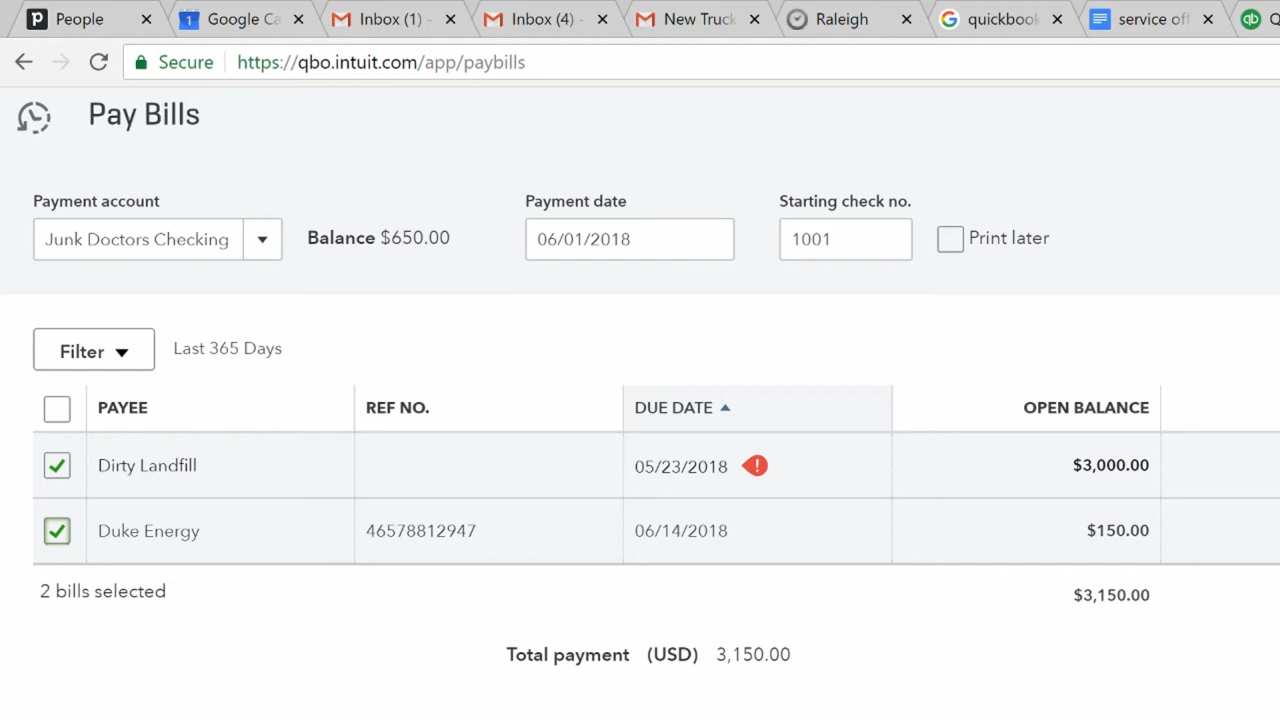 People Google Ca Inbox (1) - Inbox (4) - New Truck Raleigh quickbook service off Q
Secure https://qbo.intuit.com/app/paybills
Pay Bills
Payment account Payment date Starting check no.
Junk Doctors Checking Balance $650.00 06/01/2018 1001 Print later
Filter Last 365 Days
PAYEE REF NO. DUE DATE OPEN BALANCE
Dirty Landfill 05/23/2018 $3,000.00
Duke Energy 46578812947 06/14/2018 $150.00
2 bills selected $3,150.00
Total payment (USD) 3,150.00